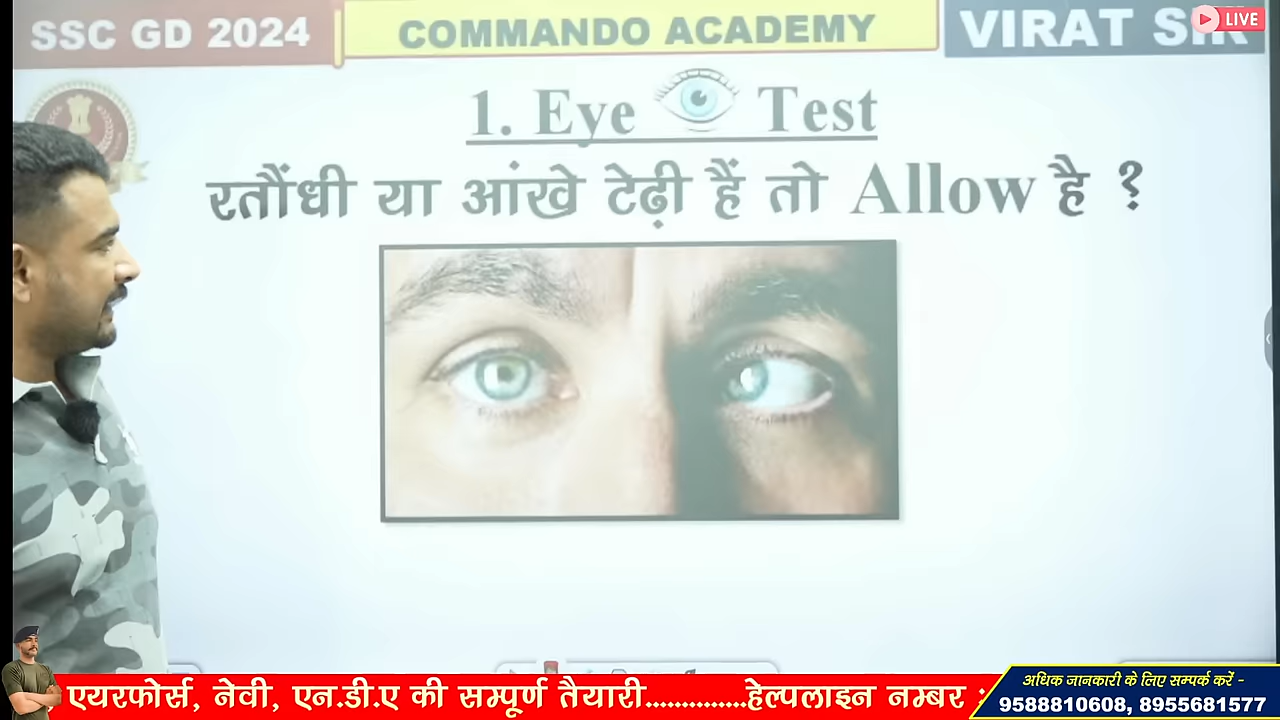 SSC GD 2024
COMMANDO ACADEMY
VIRAT SIR
LIVE
1. Eye Test
रतौंधी या आंखे टेढ़ी हैं तो Allow है ?
एयरफोर्स, नेवी, एन.डी.ए की सम्पूर्ण तैयारी...............हेल्पलाइन नम्बर :
अधिक जानकारी के लिए सम्पर्क करें -
9588810608, 8955681577